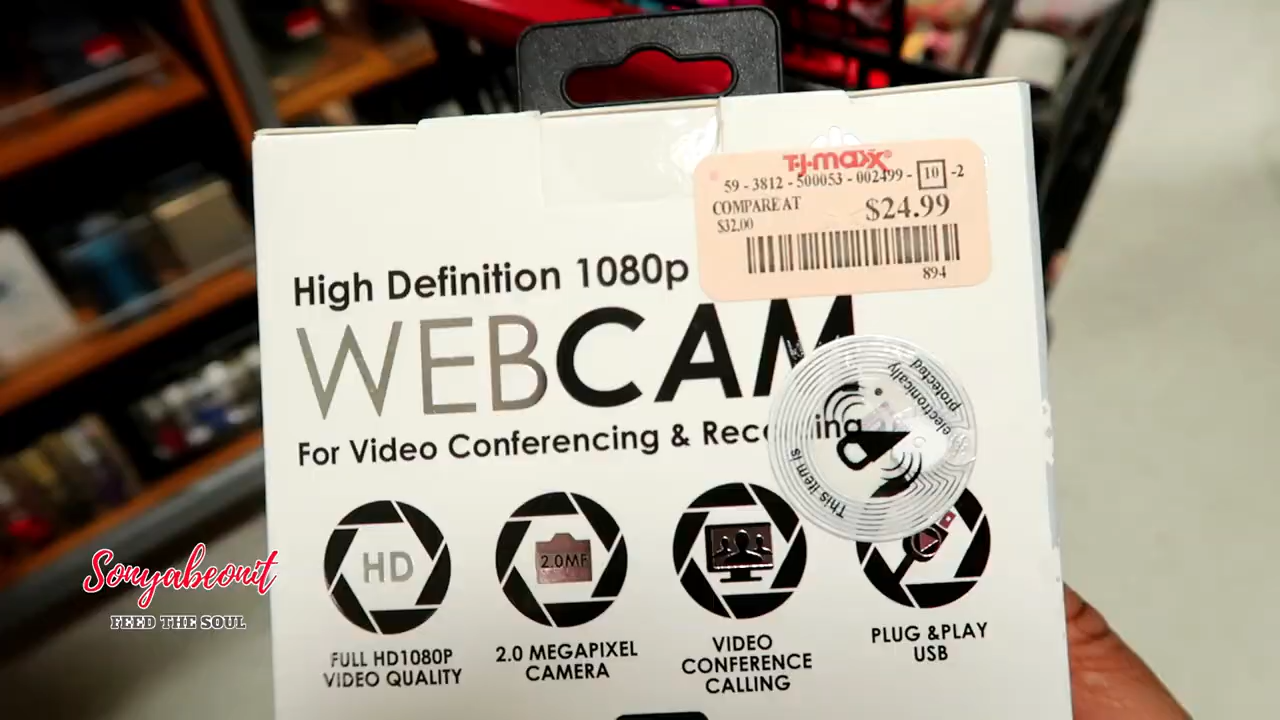 T·J·maxx®
59 - 3812 - 500053 - 002499 - 10 -2
COMPARE AT $24.99
$32.00
894
High Definition 1080p
WEBCAM
For Video Conferencing &
This item is electronically protected
HD
2.0MP
FULL HD1080P
VIDEO QUALITY
2.0 MEGAPIXEL
CAMERA
VIDEO
CONFERENCE
CALLING
PLUG &PLAY
USB
Sonyabeonit
FEED THE SOUL